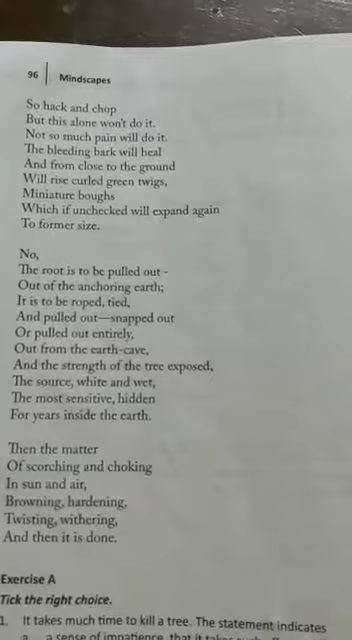 96 Mindscapes
So hack and chop
But this alone won't do it.
Not so much pain will do it.
The bleeding bark will heal
And from close to the ground
Will rise curled green twigs,
Miniature boughs
Which if unchecked will expand again
To former size.
No,
The root is to be pulled out -
Out of the anchoring earth;
It is to be roped, tied,
And pulled out—snapped out
Or pulled out entirely,
Out from the earth-cave,
And the strength of the tree exposed,
The source, white and wet,
The most sensitive, hidden
For years inside the earth.
Then the matter
Of scorching and choking
In sun and air,
Browning, hardening,
Twisting, withering,
And then it is done.
Exercise A
Tick the right choice.
1. It takes much time to kill a tree. The statement indicates
a a sense of impatience, that it takes